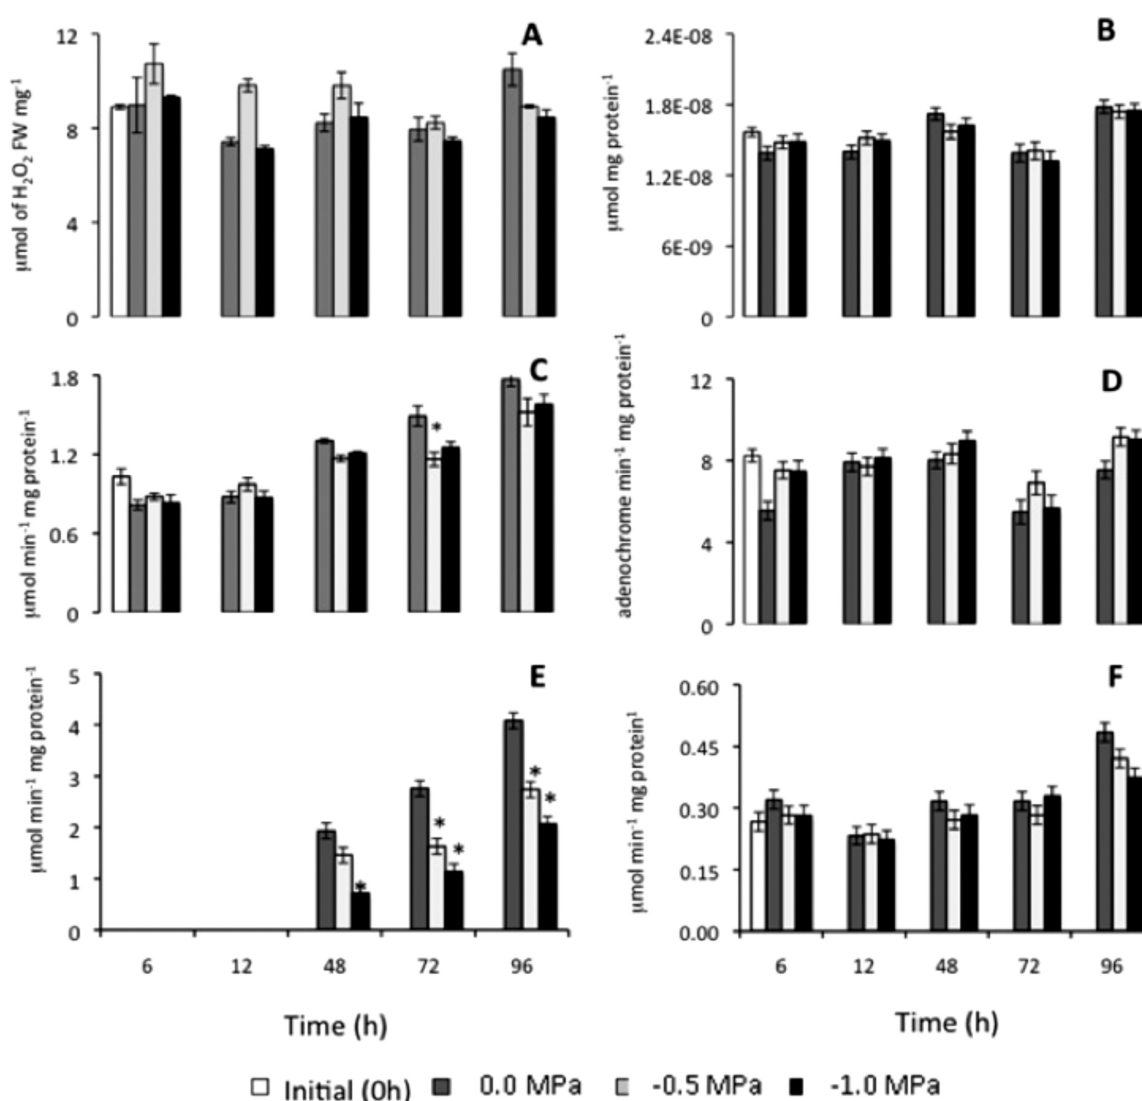 A
12
8
4
0
µmol of H₂O₂ FW mg⁻¹
B
2.4E-08
1.8E-08
1.2E-08
6E-09
0
µmol mg protein⁻¹
C
1.8
1.2
0.6
0
µmol min⁻¹ mg protein⁻¹
*
D
12
8
4
0
adenochrome min⁻¹ mg protein⁻¹
E
5
4
3
2
1
0
µmol min⁻¹ mg protein⁻¹
*
* *
* *
6 12 48 72 96
Time (h)
F
0.60
0.45
0.30
0.15
0.00
µmol min⁻¹ mg protein¹
6 12 48 72 96
Time (h)
Initial (0h) 0.0 MPa -0.5 MPa -1.0 MPa